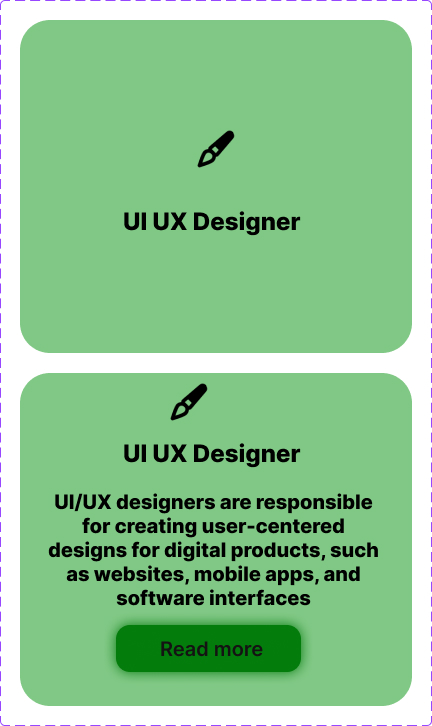 UI UX Designer
UI UX Designer
UI/UX designers are responsible
for creating user-centered
designs for digital products, such
as websites, mobile apps, and
software interfaces
Read more